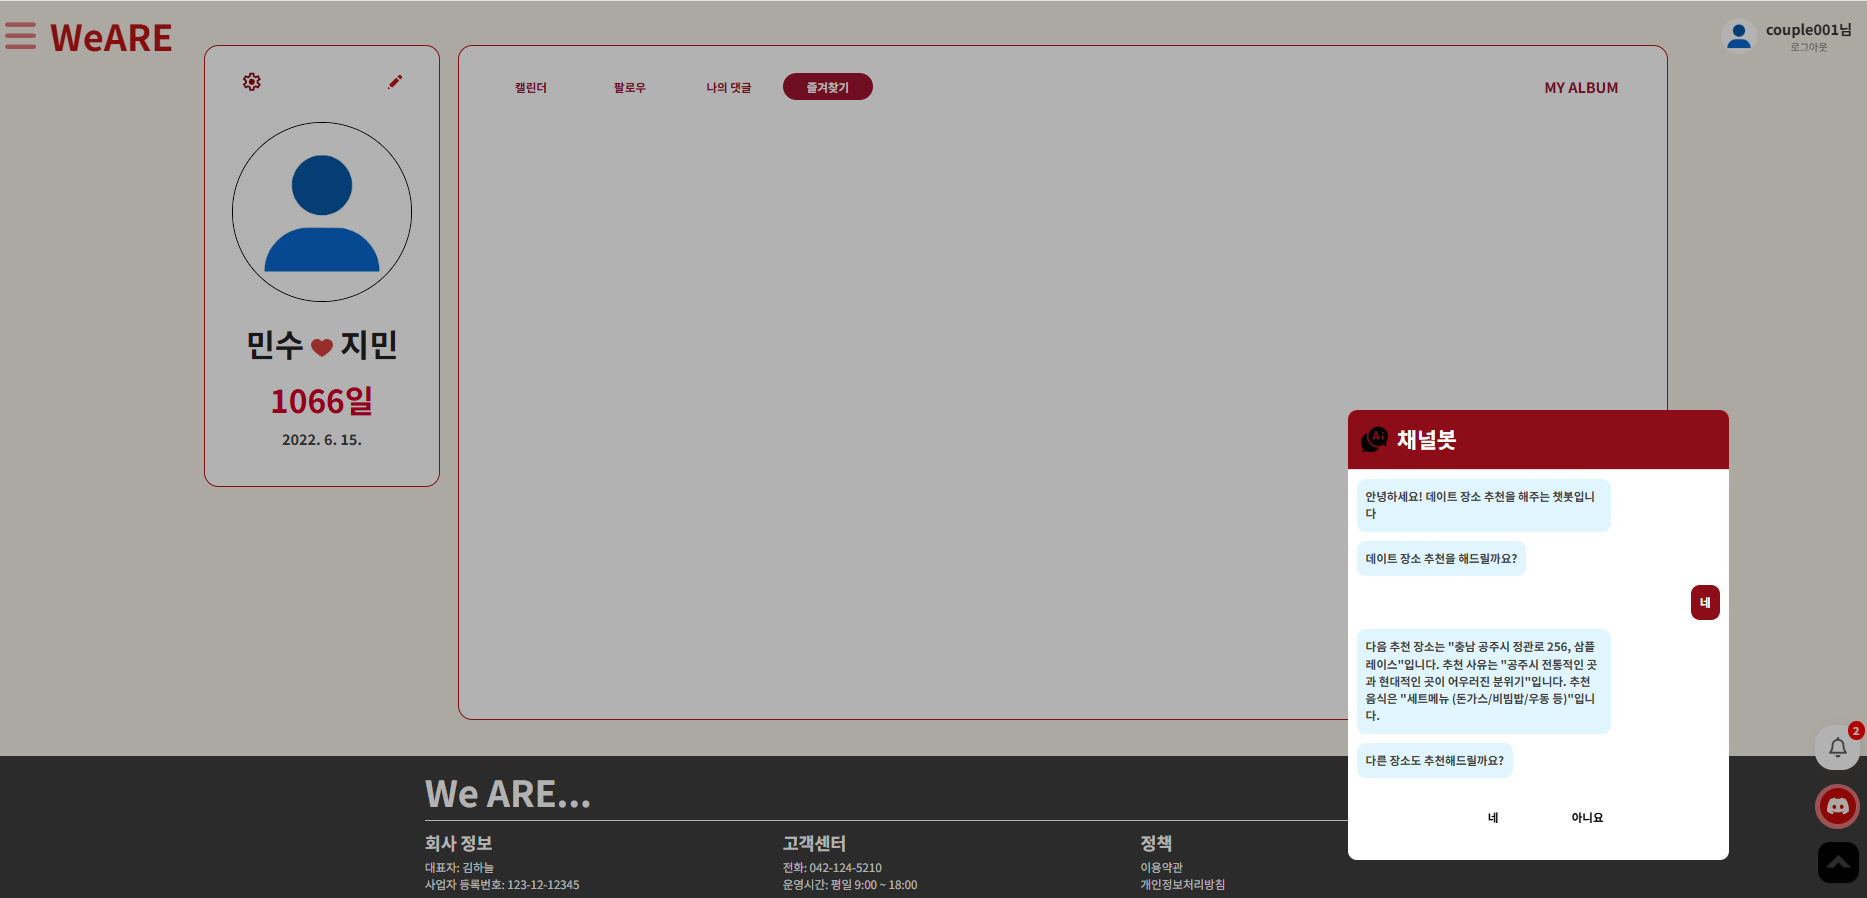 WeARE
couple001님
로그아웃
캘린더
팔로우
나의 댓글
즐겨찾기
MY ALBUM
민수 지민
1066일
2022. 6. 15.
Ai
채널봇
안녕하세요! 데이트 장소 추천을 해주는 챗봇입니
다
데이트 장소 추천을 해드릴까요?
네
다음 추천 장소는 "충남 공주시 정관로 256, 삼플
레이스"입니다. 추천 사유는 "공주시 전통적인 곳
과 현대적인 곳이 어우러진 분위기"입니다. 추천
음식은 "세트메뉴 (돈가스/비빔밥/우동 등)"입니
다.
다른 장소도 추천해드릴까요?
네
아니요
2
We ARE...
회사 정보
대표자: 김하늘
사업자 등록번호: 123-12-12345
고객센터
전화: 042-124-5210
운영시간: 평일 9:00 ~ 18:00
정책
이용약관
개인정보처리방침